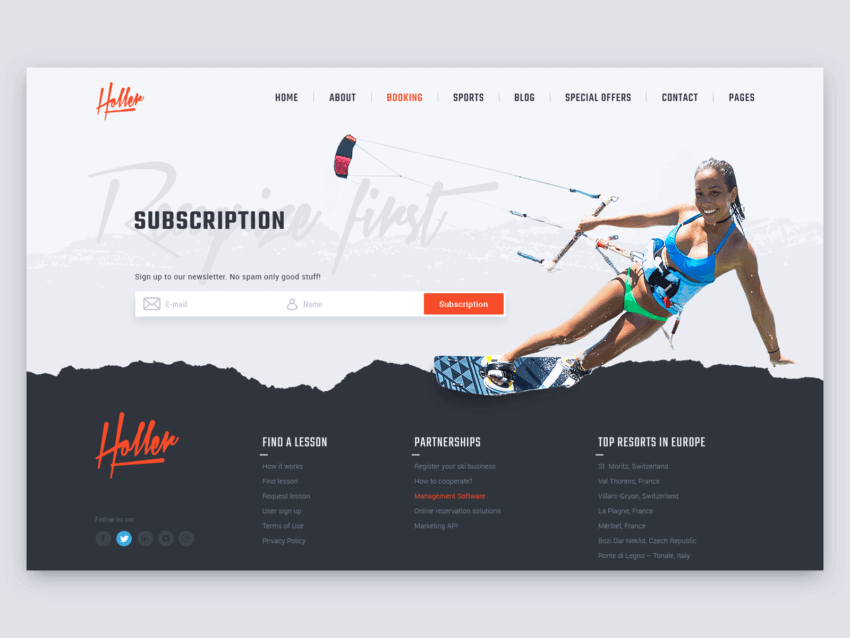 Holler
HOME ABOUT BOOKING SPORTS BLOG SPECIAL OFFERS CONTACT PAGES
Recognize first
SUBSCRIPTION
Sign up to our newsletter. No spam only good stuff!
E-mail Name Subscription
Holler
FIND A LESSON
How it works
Find lesson
Request lesson
User sign up
Terms of Use
Privacy Policy
PARTNERSHIPS
Register your ski business
How to cooperate?
Management Software
Online reservation solutions
Marketing API
TOP RESORTS IN EUROPE
St. Moritz, Switzerland
Val Thorens, France
Villars-Gryon, Switzerland
La Plagne, France
Méribel, France
Bozi Dar Neklid, Czech Republic
Ponte di Legno – Tonale, Italy
Follow us on: